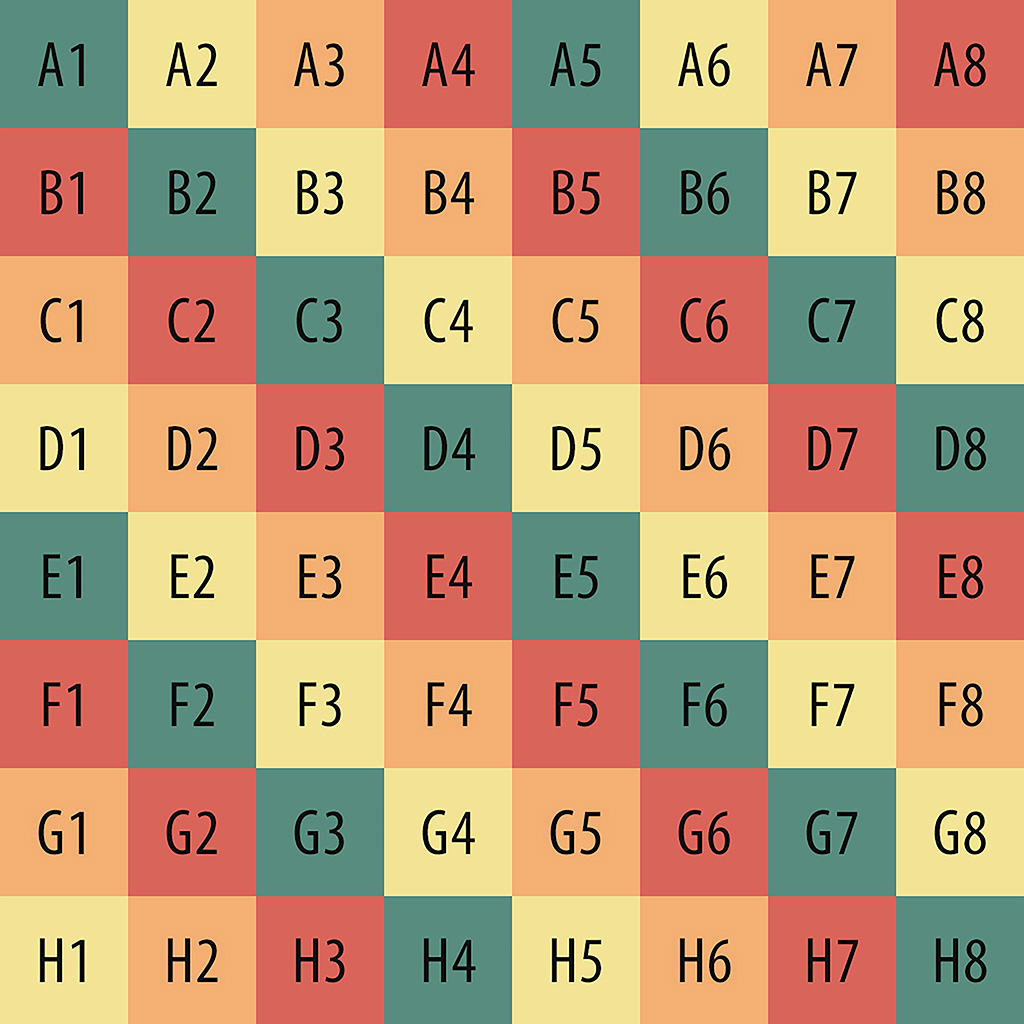 A1 A2 A3 A4 A5 A6 A7 A8
B1 B2 B3 B4 B5 B6 B7 B8
C1 C2 C3 C4 C5 C6 C7 C8
D1 D2 D3 D4 D5 D6 D7 D8
E1 E2 E3 E4 E5 E6 E7 E8
F1 F2 F3 F4 F5 F6 F7 F8
G1 G2 G3 G4 G5 G6 G7 G8
H1 H2 H3 H4 H5 H6 H7 H8